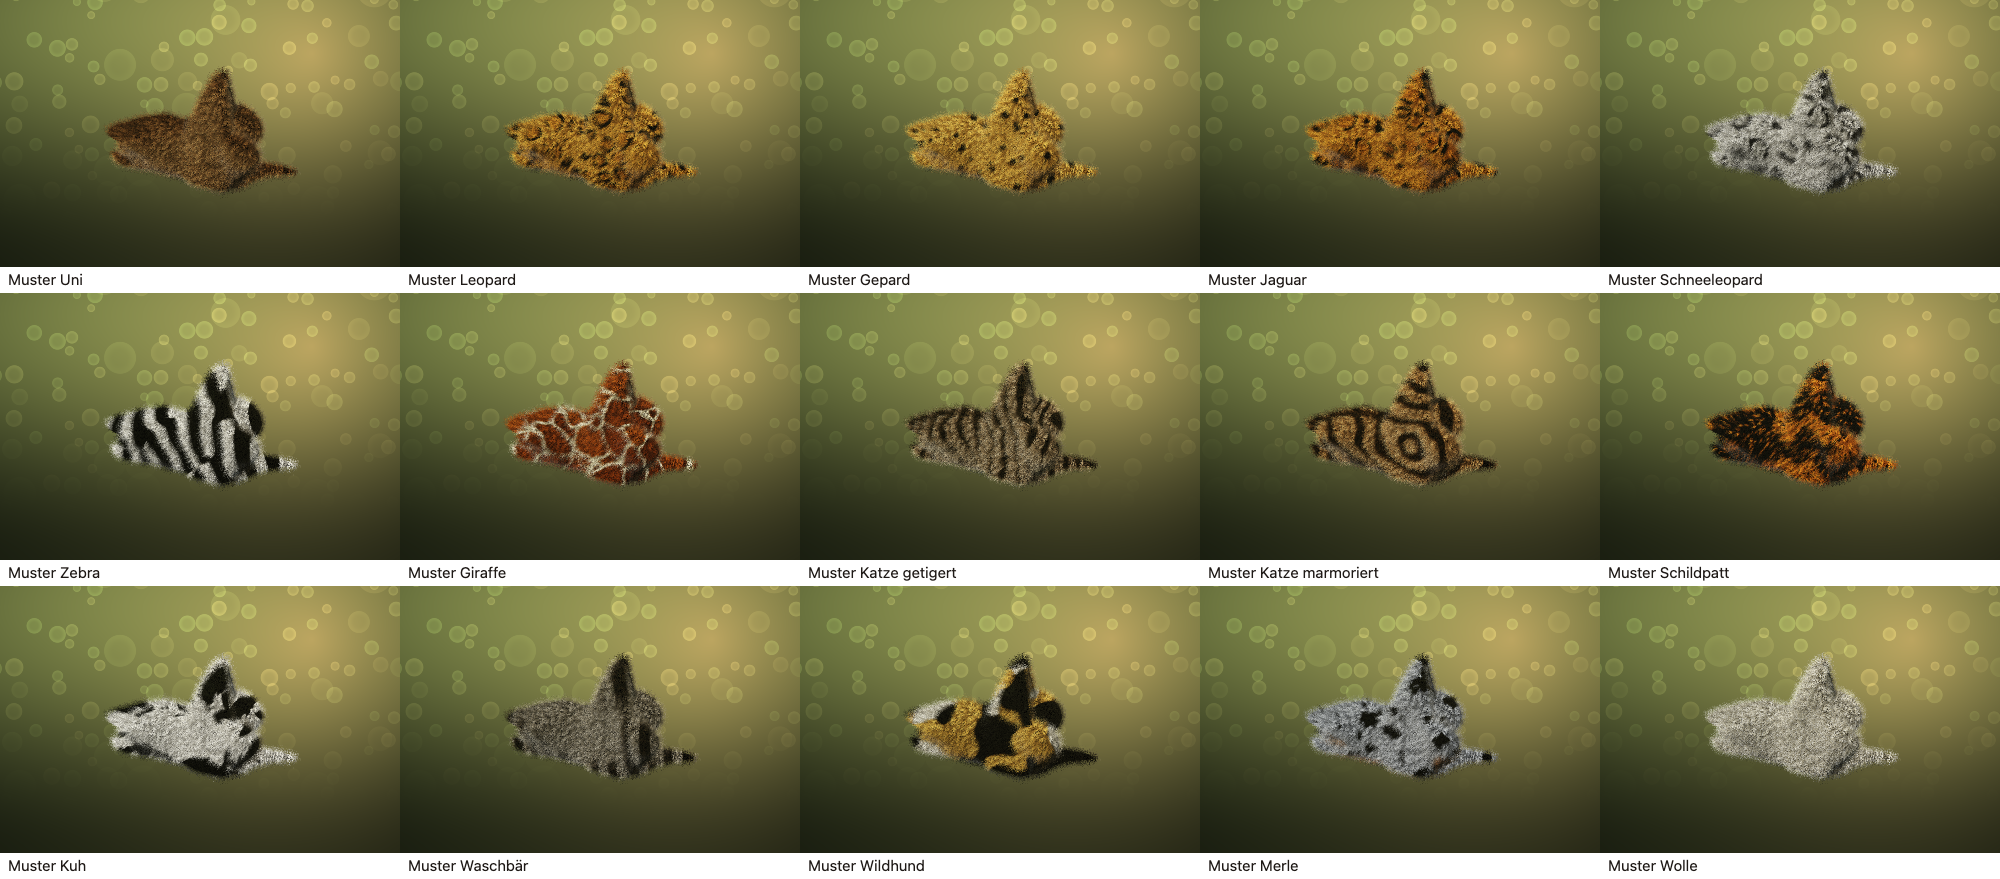 Muster Uni
Muster Leopard
Muster Gepard
Muster Jaguar
Muster Schneeleopard
Muster Zebra
Muster Giraffe
Muster Katze getigert
Muster Katze marmoriert
Muster Schildpatt
Muster Kuh
Muster Waschbär
Muster Wildhund
Muster Merle
Muster Wolle